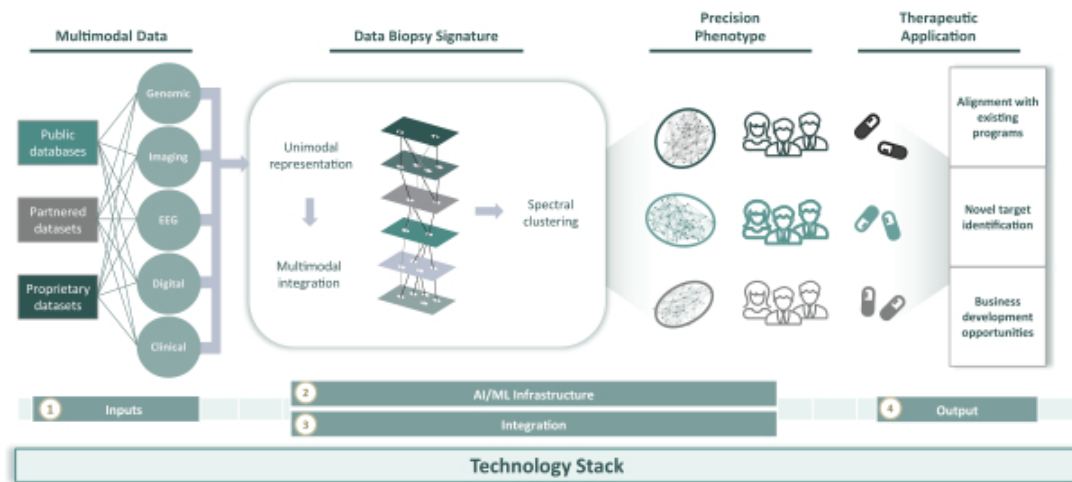 Multimodal Data
Data Biopsy Signature
Precision
Phenotype
Therapeutic
Application
Public
databases
Partnered
datasets
Proprietary
datasets
Genomic
Imaging
EEG
Digital
Clinical
Unimodal
representation
Multimodal
integration
Spectral
clustering
Alignment with
existing
programs
Novel target
identification
Business
development
opportunities
1 Inputs
2 AI/ML Infrastructure
3 Integration
4 Output
Technology Stack